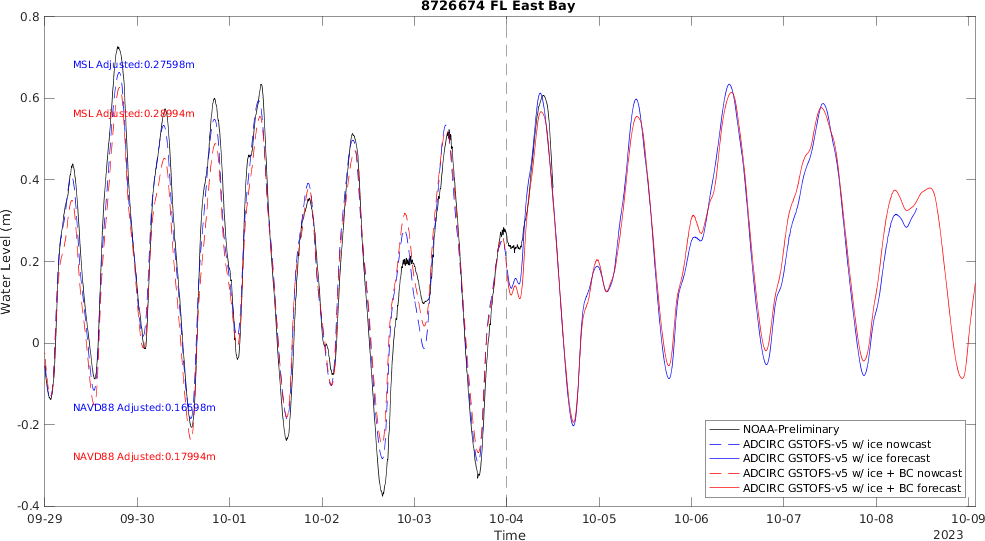 8726674 FL East Bay
0.8
0.6
0.4
0.2
0
-0.2
-0.4
Water Level (m)
MSL Adjusted:0.27598m
MSL Adjusted:0.28994m
NAVD88 Adjusted:0.16598m
NAVD88 Adjusted:0.17994m
NOAA-Preliminary
ADCIRC GSTOFS-v5 w/ ice nowcast
ADCIRC GSTOFS-v5 w/ ice forecast
ADCIRC GSTOFS-v5 w/ ice + BC nowcast
ADCIRC GSTOFS-v5 w/ ice + BC forecast
09-29 09-30 10-01 10-02 10-03 10-04 10-05 10-06 10-07 10-08 10-09
Time
2023